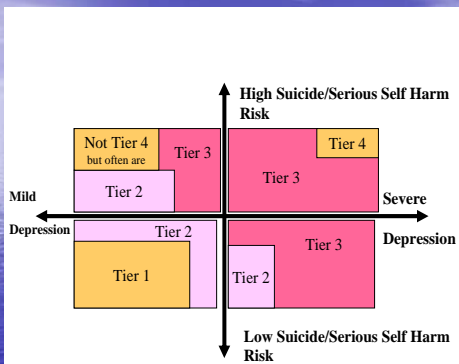 High Suicide/Serious Self Harm
Risk
Not Tier 4
but often are
Tier 3
Tier 4
Tier 3
Tier 2
Mild
Severe
Depression
Depression
Tier 2
Tier 3
Tier 1
Tier 2
Low Suicide/Serious Self Harm
Risk